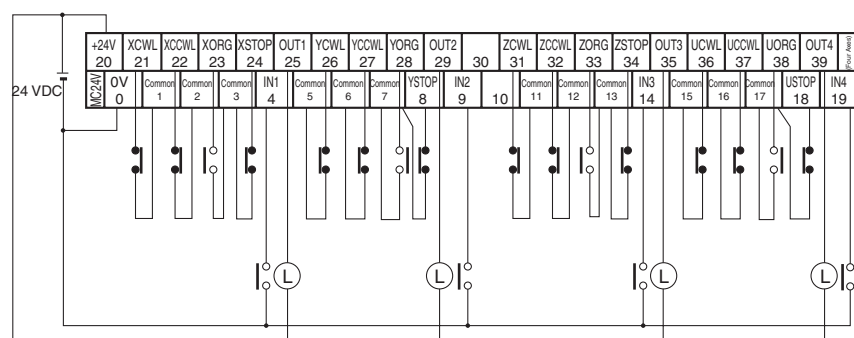 +24V XCWL XCCWL XORG XSTOP OUT1 YCWL YCCWL YORG OUT2 ZCWL ZCCWL ZORG ZSTOP OUT3 UCWL UCCWL UORG OUT4 (Four Axes)
20 21 22 23 24 25 26 27 28 29 30 31 32 33 34 35 36 37 38 39
MC24V 0V Common Common Common IN1 Common Common Common YSTOP IN2 Common Common Common IN3 Common Common Common USTOP IN4
0 1 2 3 4 5 6 7 8 9 10 11 12 13 14 15 16 17 18 19
24 VDC
L L L L